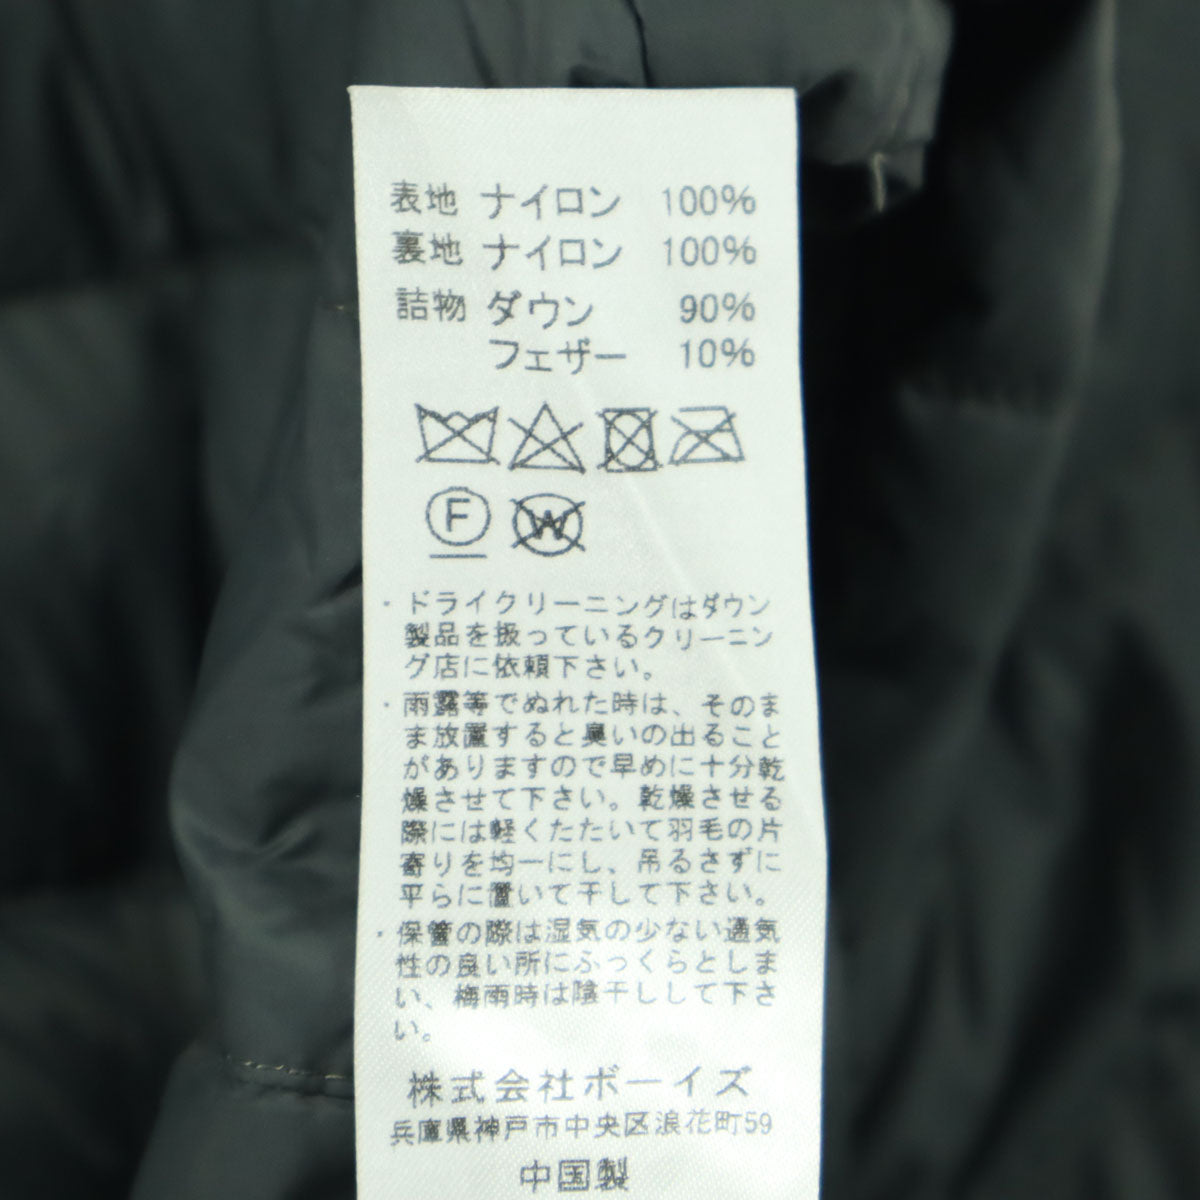 表地 ナイロン 100%
裏地 ナイロン 100%
詰物 ダウン 90%
フェザー 10%
F
W
・ドライクリーニングはダウン
製品を扱っているクリーニン
グ店に依頼下さい。
・雨露等でぬれた時は、そのま
ま放置すると臭いの出ること
がありますので早めに十分乾
燥させて下さい。乾燥させる
際には軽くたたいて羽毛の片
寄りを均一にし、吊るさずに
平らに置いて干して下さい。
・保管の際は湿気の少ない通気
性の良い所にふっくらとしま
い、梅雨時は陰干しして下さ
い。
株式会社ボーイズ
兵庫県神戸市中央区浪花町59
中国製